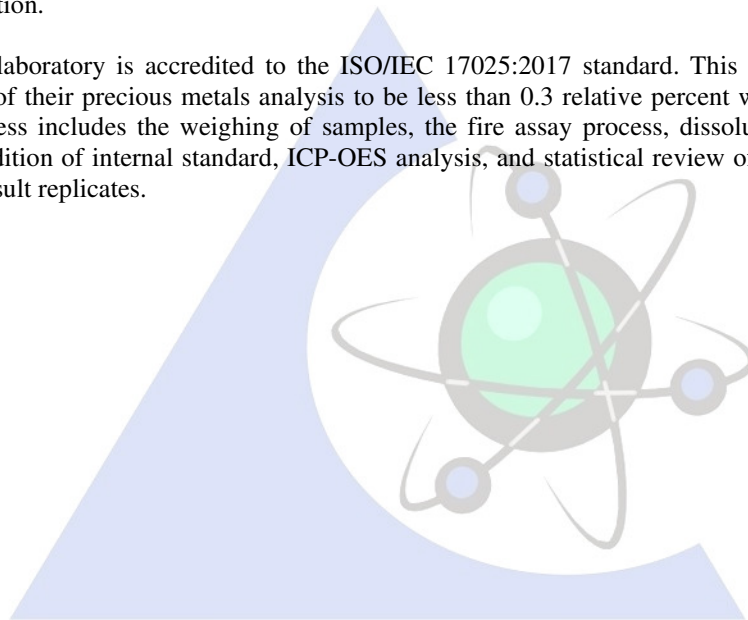 tion.
laboratory is accredited to the ISO/IEC 17025:2017 standard. This
of their precious metals analysis to be less than 0.3 relative percent w
ess includes the weighing of samples, the fire assay process, dissolu
dition of internal standard, ICP-OES analysis, and statistical review of
sult replicates.